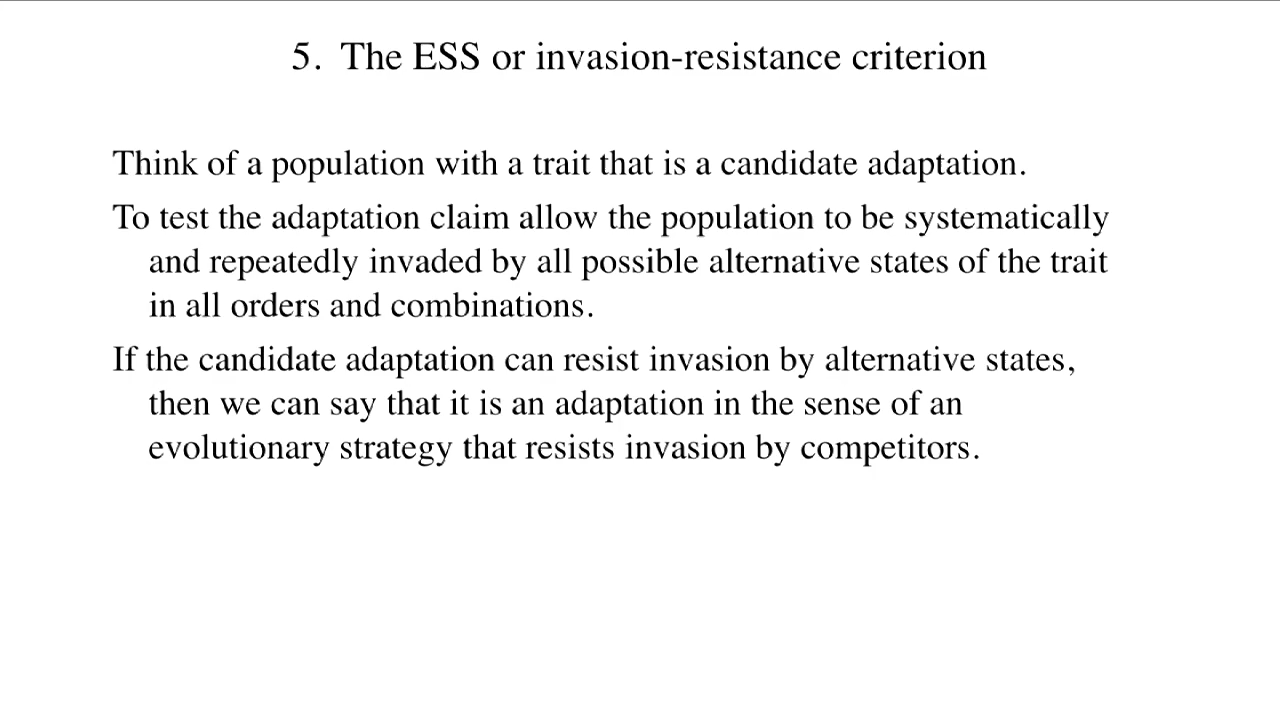 5. The ESS or invasion-resistance criterion
Think of a population with a trait that is a candidate adaptation.
To test the adaptation claim allow the population to be systematically
and repeatedly invaded by all possible alternative states of the trait
in all orders and combinations.
If the candidate adaptation can resist invasion by alternative states,
then we can say that it is an adaptation in the sense of an
evolutionary strategy that resists invasion by competitors.